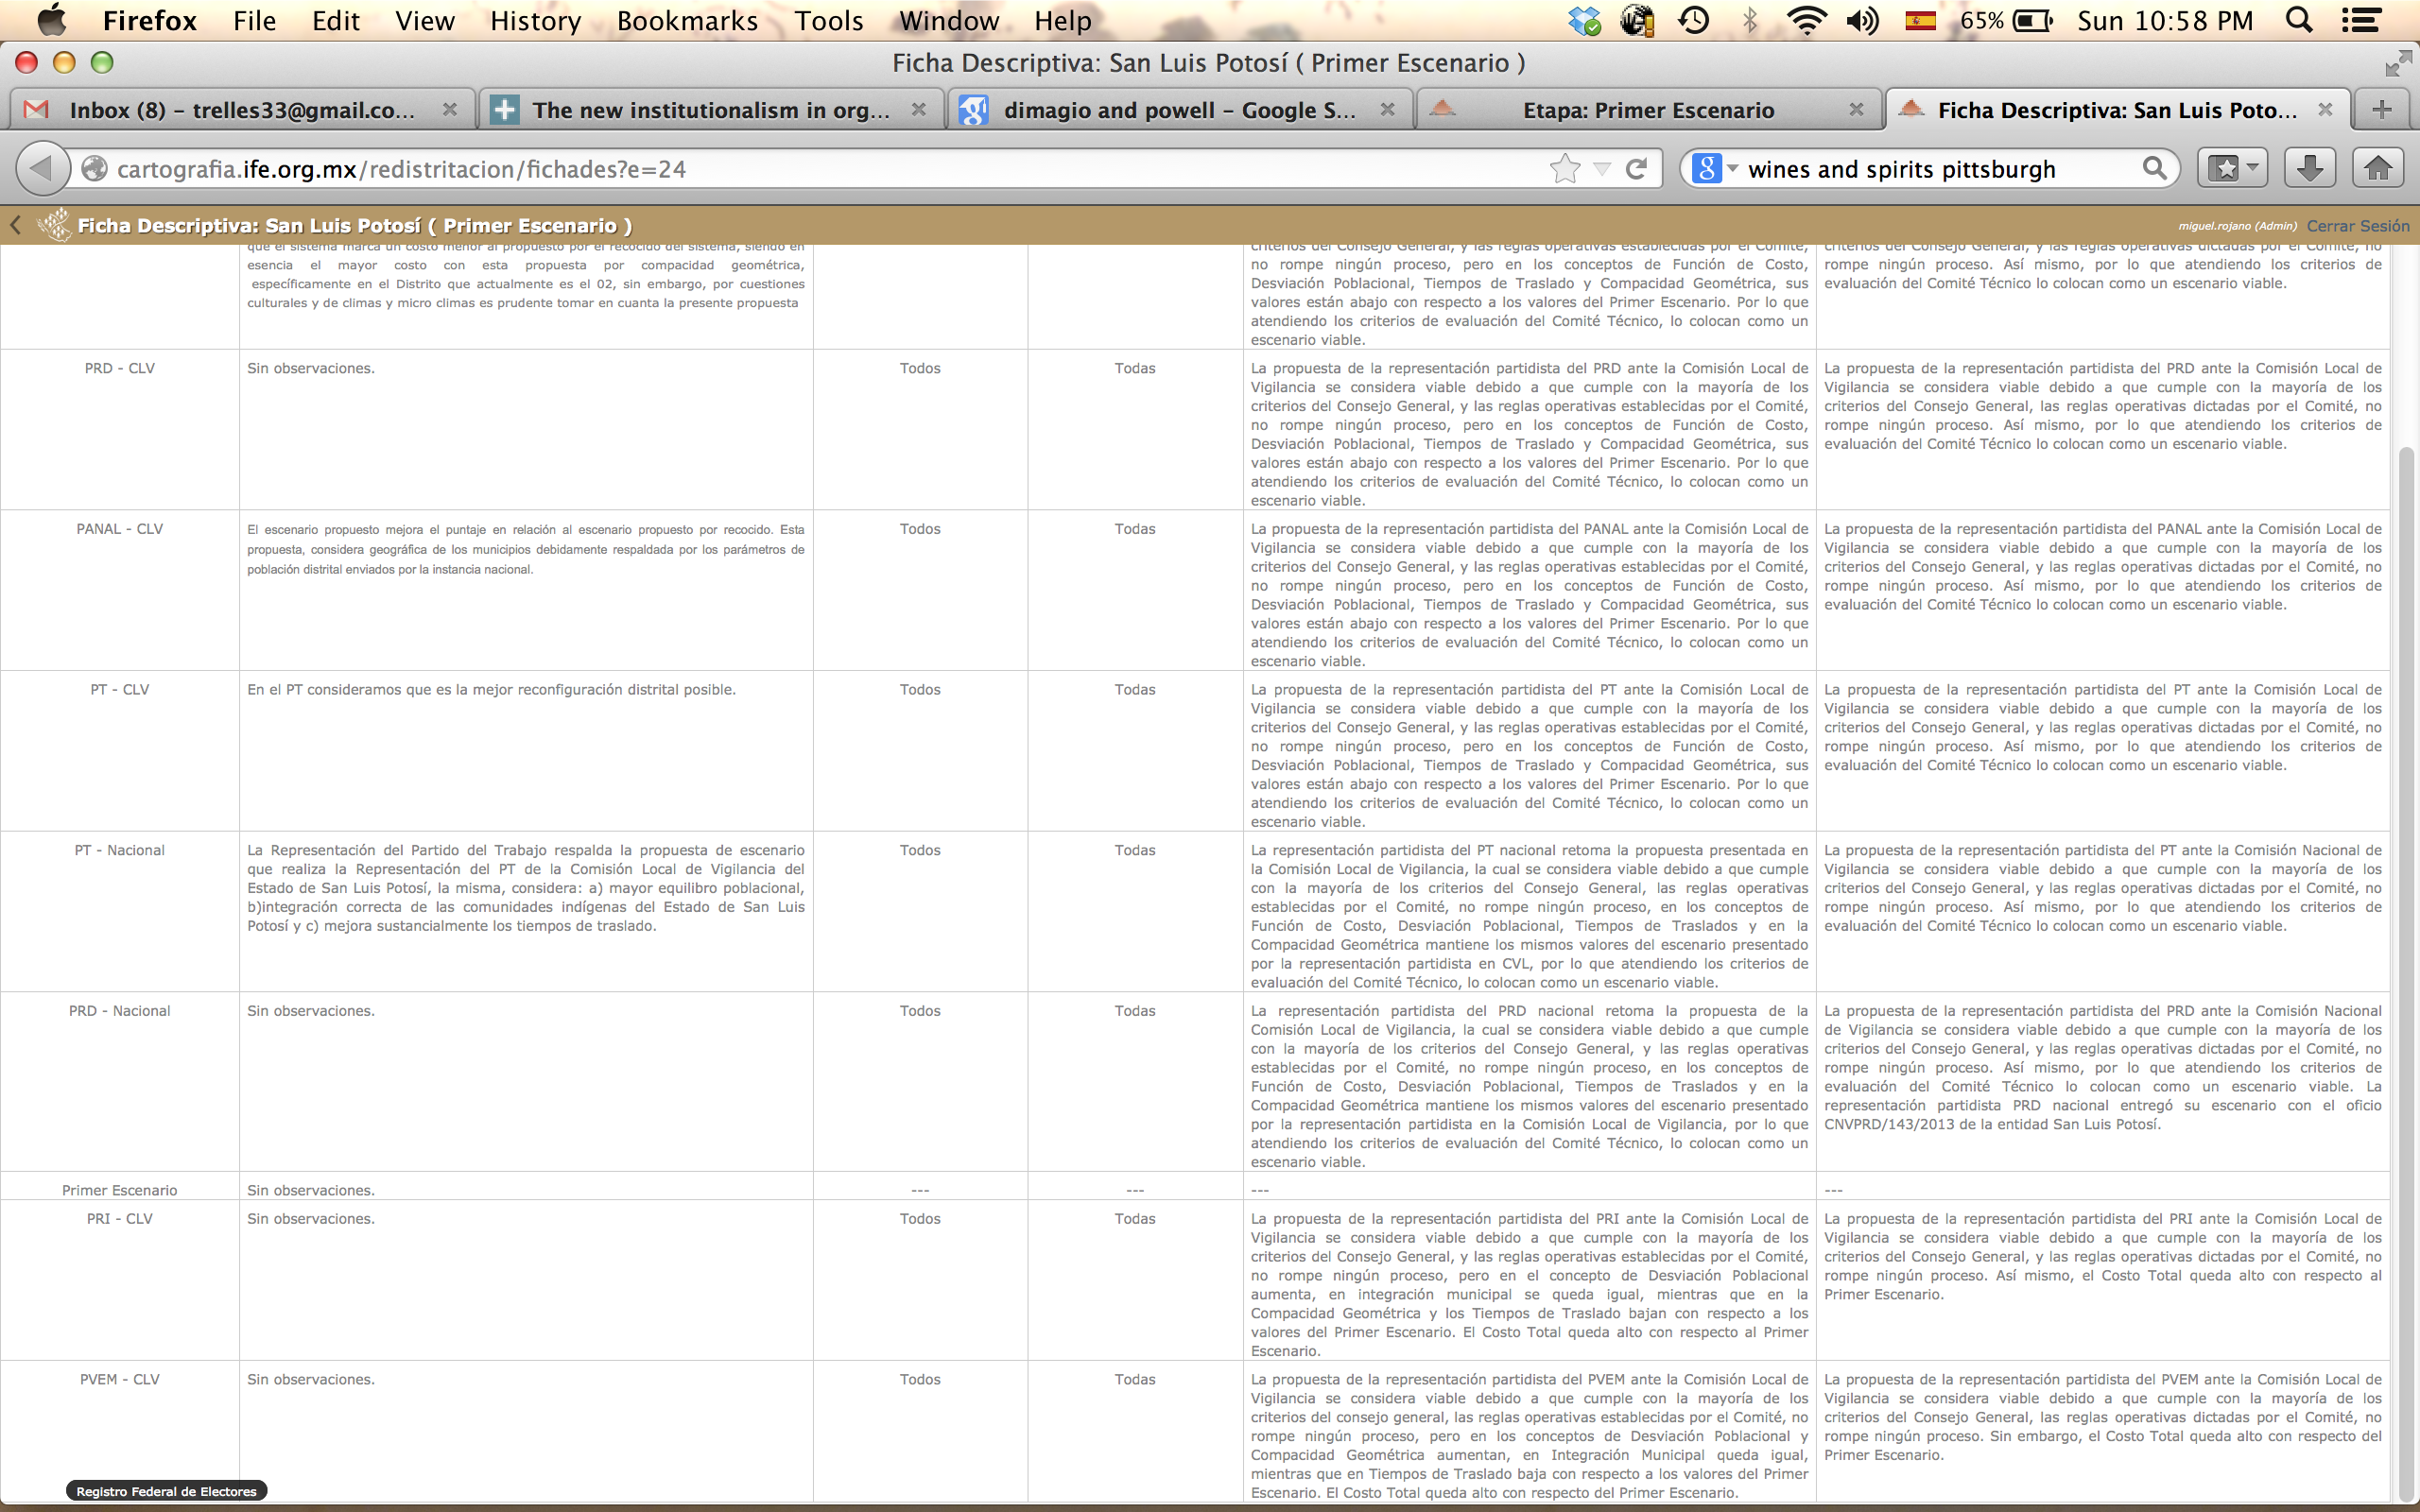 Firefox File Edit View History Bookmarks Tools Window Help 65% Sun 10:58 PM
Ficha Descriptiva: San Luis Potosí ( Primer Escenario )
Inbox (8) – trelles33@gmail.co... The new institutionalism in org... dimagio and powell – Google S... Etapa: Primer Escenario Ficha Descriptiva: San Luis Poto...
cartografia.ife.org.mx/redistritacion/fichades?e=24 wines and spirits pittsburgh
Ficha Descriptiva: San Luis Potosí ( Primer Escenario ) miguel.rojano (Admin) Cerrar Sesión
que el sistema marca un costo menor al propuesto por el recocido del sistema, siendo en
esencia el mayor costo con esta propuesta por compacidad geométrica,
específicamente en el Distrito que actualmente es el 02, sin embargo, por cuestiones
culturales y de climas y micro climas es prudente tomar en cuanta la presente propuesta
criterios del Consejo General, y las reglas operativas establecidas por el Comité,
no rompe ningún proceso, pero en los conceptos de Función de Costo,
Desviación Poblacional, Tiempos de Traslado y Compacidad Geométrica, sus
valores están abajo con respecto a los valores del Primer Escenario. Por lo que
atendiendo los criterios de evaluación del Comité Técnico, lo colocan como un
escenario viable.
criterios del Consejo General, y las reglas operativas dictadas por el Comité, no
rompe ningún proceso. Así mismo, por lo que atendiendo los criterios de
evaluación del Comité Técnico lo colocan como un escenario viable.
PRD - CLV
Sin observaciones.
Todos
Todas
La propuesta de la representación partidista del PRD ante la Comisión Local de
Vigilancia se considera viable debido a que cumple con la mayoría de los
criterios del Consejo General, y las reglas operativas establecidas por el Comité,
no rompe ningún proceso, pero en los conceptos de Función de Costo,
Desviación Poblacional, Tiempos de Traslado y Compacidad Geométrica, sus
valores están abajo con respecto a los valores del Primer Escenario. Por lo que
atendiendo los criterios de evaluación del Comité Técnico, lo colocan como un
escenario viable.
La propuesta de la representación partidista del PRD ante la Comisión Local de
Vigilancia se considera viable debido a que cumple con la mayoría de los
criterios del Consejo General, las reglas operativas dictadas por el Comité, no
rompe ningún proceso. Así mismo, por lo que atendiendo los criterios de
evaluación del Comité Técnico lo colocan como un escenario viable.
PANAL - CLV
El escenario propuesto mejora el puntaje en relación al escenario propuesto por recocido. Esta
propuesta, considera geográfica de los municipios debidamente respaldada por los parámetros de
población distrital enviados por la instancia nacional.
Todos
Todas
La propuesta de la representación partidista del PANAL ante la Comisión Local de
Vigilancia se considera viable debido a que cumple con la mayoría de los
criterios del Consejo General, y las reglas operativas establecidas por el Comité,
no rompe ningún proceso, pero en los conceptos de Función de Costo,
Desviación Poblacional, Tiempos de Traslado y Compacidad Geométrica, sus
valores están abajo con respecto a los valores del Primer Escenario. Por lo que
atendiendo los criterios de evaluación del Comité Técnico, lo colocan como un
escenario viable.
La propuesta de la representación partidista del PANAL ante la Comisión Local de
Vigilancia se considera viable debido a que cumple con la mayoría de los
criterios del Consejo General, y las reglas operativas dictadas por el Comité, no
rompe ningún proceso. Así mismo, por lo que atendiendo los criterios de
evaluación del Comité Técnico lo colocan como un escenario viable.
PT - CLV
En el PT consideramos que es la mejor reconfiguración distrital posible.
Todos
Todas
La propuesta de la representación partidista del PT ante la Comisión Local de
Vigilancia se considera viable debido a que cumple con la mayoría de los
criterios del Consejo General, y las reglas operativas establecidas por el Comité,
no rompe ningún proceso, pero en los conceptos de Función de Costo,
Desviación Poblacional, Tiempos de Traslado y Compacidad Geométrica, sus
valores están abajo con respecto a los valores del Primer Escenario. Por lo que
atendiendo los criterios de evaluación del Comité Técnico, lo colocan como un
escenario viable.
La propuesta de la representación partidista del PT ante la Comisión Local de
Vigilancia se considera viable debido a que cumple con la mayoría de los
criterios del Consejo General, y las reglas operativas dictadas por el Comité, no
rompe ningún proceso. Así mismo, por lo que atendiendo los criterios de
evaluación del Comité Técnico lo colocan como un escenario viable.
PT - Nacional
La Representación del Partido del Trabajo respalda la propuesta de escenario
que realiza la Representación del PT de la Comisión Local de Vigilancia del
Estado de San Luis Potosí, la misma, considera: a) mayor equilibro poblacional,
b)integración correcta de las comunidades indígenas del Estado de San Luis
Potosí y c) mejora sustancialmente los tiempos de traslado.
Todos
Todas
La representación partidista del PT nacional retoma la propuesta presentada en
la Comisión Local de Vigilancia, la cual se considera viable debido a que cumple
con la mayoría de los criterios del Consejo General, las reglas operativas
establecidas por el Comité, no rompe ningún proceso, en los conceptos de
Función de Costo, Desviación Poblacional, Tiempos de Traslados y en la
Compacidad Geométrica mantiene los mismos valores del escenario presentado
por la representación partidista en CVL, por lo que atendiendo los criterios de
evaluación del Comité Técnico, lo colocan como un escenario viable.
La propuesta de la representación partidista del PT ante la Comisión Nacional de
Vigilancia se considera viable debido a que cumple con la mayoría de los
criterios del Consejo General, y las reglas operativas dictadas por el Comité, no
rompe ningún proceso. Así mismo, por lo que atendiendo los criterios de
evaluación del Comité Técnico lo colocan como un escenario viable.
PRD - Nacional
Sin observaciones.
Todos
Todas
La representación partidista del PRD nacional retoma la propuesta de la
Comisión Local de Vigilancia, la cual se considera viable debido a que cumple
con la mayoría de los criterios del Consejo General, y las reglas operativas
establecidas por el Comité, no rompe ningún proceso, en los conceptos de
Función de Costo, Desviación Poblacional, Tiempos de Traslados y en la
Compacidad Geométrica mantiene los mismos valores del escenario presentado
por la representación partidista en la Comisión Local de Vigilancia, por lo que
atendiendo los criterios de evaluación del Comité Técnico, lo colocan como un
escenario viable.
La propuesta de la representación partidista del PRD ante la Comisión Nacional
de Vigilancia se considera viable debido a que cumple con la mayoría de los
criterios del Consejo General, y las reglas operativas dictadas por el Comité, no
rompe ningún proceso. Así mismo, por lo que atendiendo los criterios de
evaluación del Comité Técnico lo colocan como un escenario viable. La
representación partidista PRD nacional entregó su escenario con el oficio
CNVPRD/143/2013 de la entidad San Luis Potosí.
Primer Escenario
Sin observaciones.
---
---
---
---
PRI - CLV
Sin observaciones.
Todos
Todas
La propuesta de la representación partidista del PRI ante la Comisión Local de
Vigilancia se considera viable debido a que cumple con la mayoría de los
criterios del Consejo General, y las reglas operativas establecidas por el Comité,
no rompe ningún proceso, pero en el concepto de Desviación Poblacional
aumenta, en integración municipal se queda igual, mientras que en la
Compacidad Geométrica y los Tiempos de Traslado bajan con respecto a los
valores del Primer Escenario. El Costo Total queda alto con respecto al Primer
Escenario.
La propuesta de la representación partidista del PRI ante la Comisión Local de
Vigilancia se considera viable debido a que cumple con la mayoría de los
criterios del Consejo General, y las reglas operativas dictadas por el Comité, no
rompe ningún proceso. Así mismo, el Costo Total queda alto con respecto al
Primer Escenario.
PVEM - CLV
Sin observaciones.
Todos
Todas
La propuesta de la representación partidista del PVEM ante la Comisión Local de
Vigilancia se considera viable debido a que cumple con la mayoría de los
criterios del consejo general, las reglas operativas establecidas por el Comité, no
rompe ningún proceso, pero en los conceptos de Desviación Poblacional y
Compacidad Geométrica aumentan, en Integración Municipal queda igual,
mientras que en Tiempos de Traslado baja con respecto a los valores del Primer
Escenario. El Costo Total queda alto con respecto del Primer Escenario.
La propuesta de la representación partidista del PVEM ante la Comisión Local de
Vigilancia se considera viable debido a que cumple con la mayoría de los
criterios del Consejo General, las reglas operativas dictadas por el Comité, no
rompe ningún proceso. Sin embargo, el Costo Total queda alto con respecto del
Primer Escenario.
Registro Federal de Electores